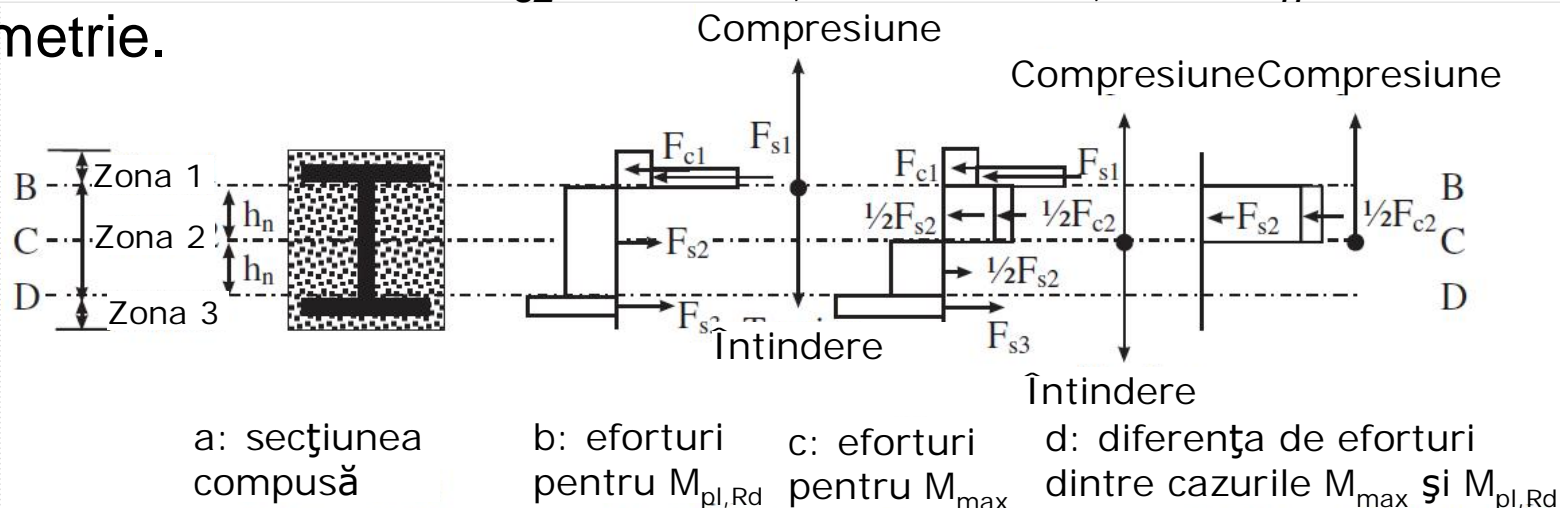 metrie.
Compresiune
CompresiuneCompresiune
F_c1
F_s1
F_c1
F_s1
B
Zona 1
B
h_n
½F_s2
½F_c2
F_s2
½F_c2
C
Zona 2
F_s2
C
h_n
½F_s2
D
Zona 3
D
F_s3
Întindere
Întindere
a: secţiunea
compusă
b: eforturi
pentru M_pl,Rd
c: eforturi
pentru M_max
d: diferenţa de eforturi
dintre cazurile M_max şi M_pl,Rd